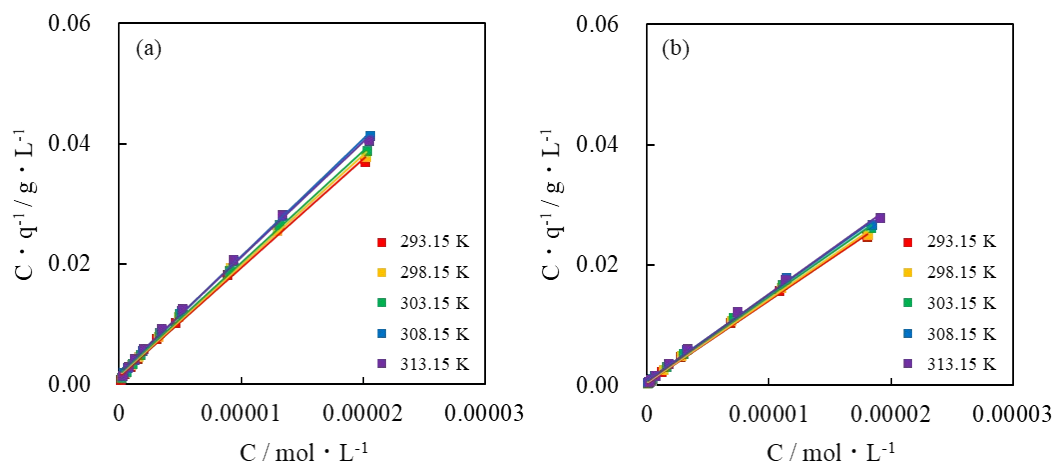 (a)
0.06
0.04
0.02
0.00
C · q⁻¹ / g · L⁻¹
293.15 K
298.15 K
303.15 K
308.15 K
313.15 K
0 0.00001 0.00002 0.00003
C / mol · L⁻¹
(b)
0.06
0.04
0.02
0.00
C · q⁻¹ / g · L⁻¹
293.15 K
298.15 K
303.15 K
308.15 K
313.15 K
0 0.00001 0.00002 0.00003
C / mol · L⁻¹